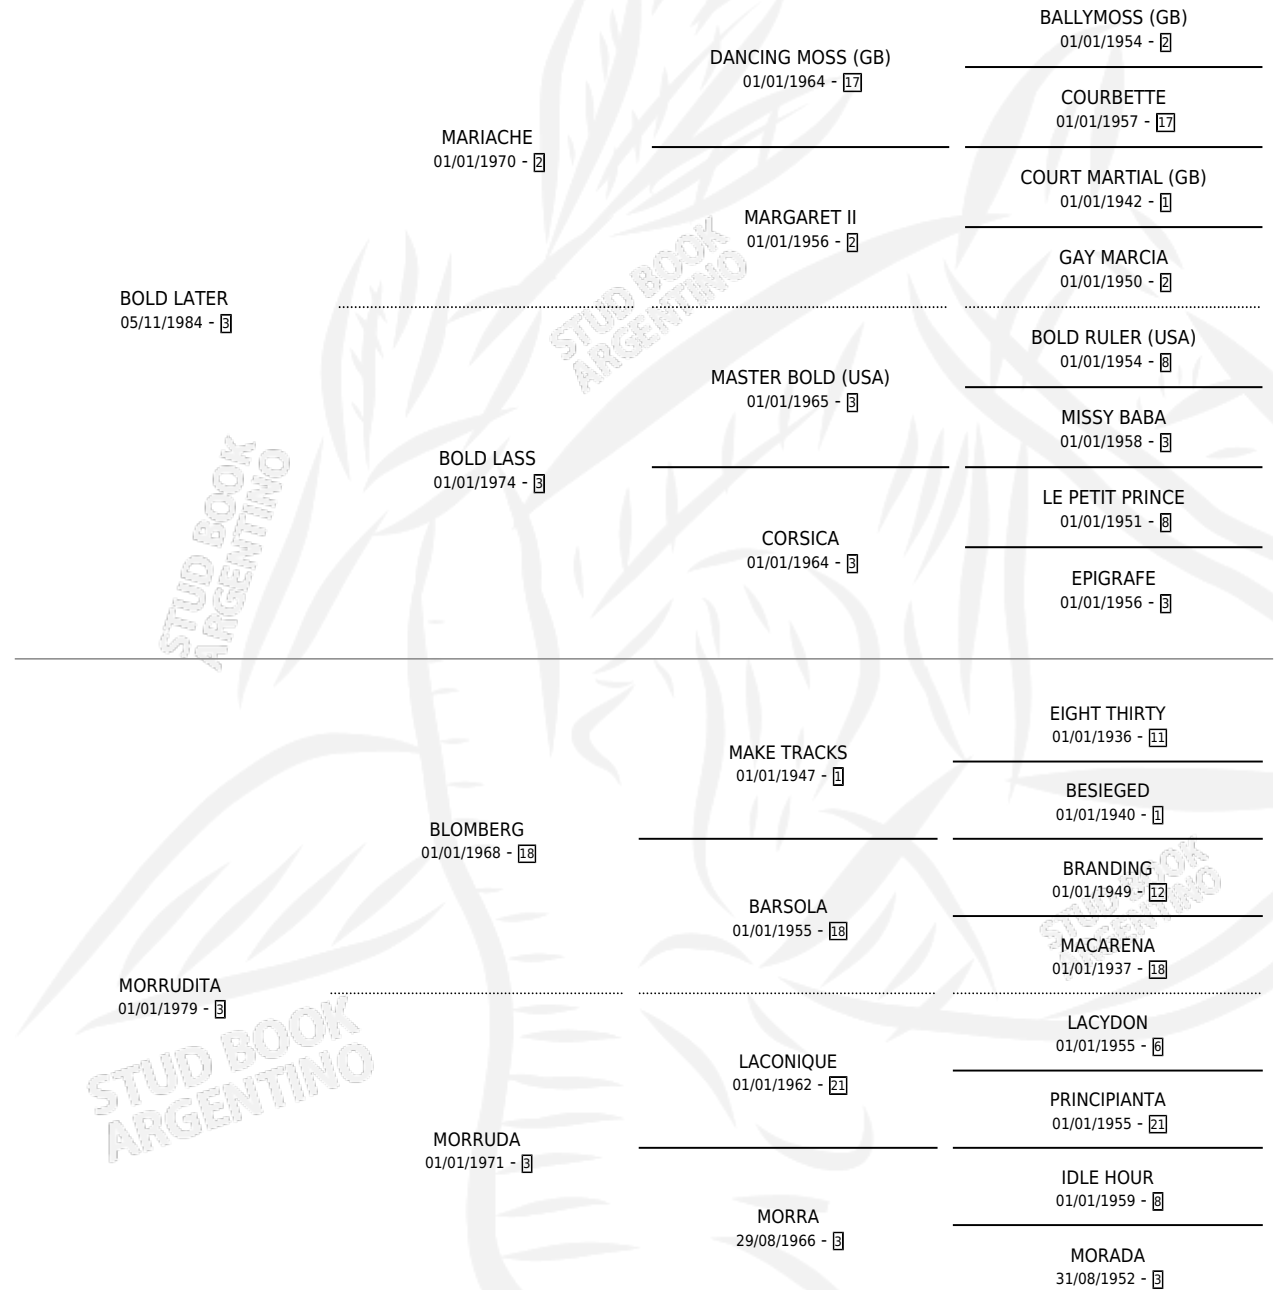 BALLYMOSS (GB)
01/01/1954 - 2
DANCING MOSS (GB)
01/01/1964 - 17
COURBETTE
01/01/1957 - 17
MARIACHE
01/01/1970 - 2
COURT MARTIAL (GB)
01/01/1942 - 1
MARGARET II
01/01/1956 - 2
GAY MARCIA
01/01/1950 - 2
BOLD LATER
05/11/1984 - 3
BOLD RULER (USA)
01/01/1954 - 8
MASTER BOLD (USA)
01/01/1965 - 3
MISSY BABA
01/01/1958 - 3
BOLD LASS
01/01/1974 - 3
LE PETIT PRINCE
01/01/1951 - 8
CORSICA
01/01/1964 - 3
EPIGRAFE
01/01/1956 - 3
STUD BOOK
ARGENTINO
STUD BOOK
ARGENTINO
EIGHT THIRTY
01/01/1936 - 11
MAKE TRACKS
01/01/1947 - 1
BESIEGED
01/01/1940 - 1
BLOMBERG
01/01/1968 - 18
BRANDING
01/01/1949 - 12
BARSOLA
01/01/1955 - 18
MACARENA
01/01/1937 - 18
MORRUDITA
01/01/1979 - 3
LACYDON
01/01/1955 - 6
LACONIQUE
01/01/1962 - 21
PRINCIPIANTA
01/01/1955 - 21
MORRUDA
01/01/1971 - 3
IDLE HOUR
01/01/1959 - 8
MORRA
29/08/1966 - 3
MORADA
31/08/1952 - 3
STUD BOOK
ARGENTINO
STUD BOOK
ARGENTINO